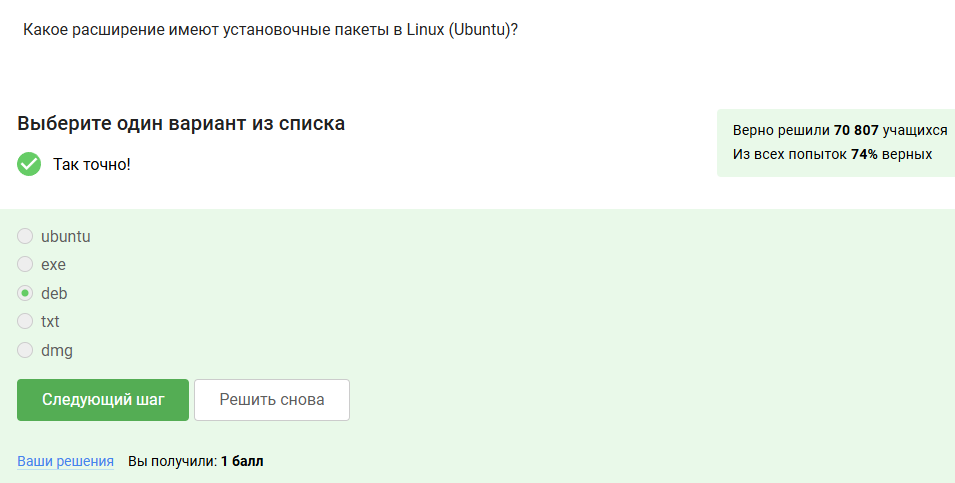 Какое расширение имеют установочные пакеты в Linux (Ubuntu)?
Выберите один вариант из списка
Верно решили 70 807 учащихся
Из всех попыток 74% верных
Так точно!
ubuntu
exe
deb
txt
dmg
Следующий шаг
Решить снова
Ваши решения Вы получили: 1 балл